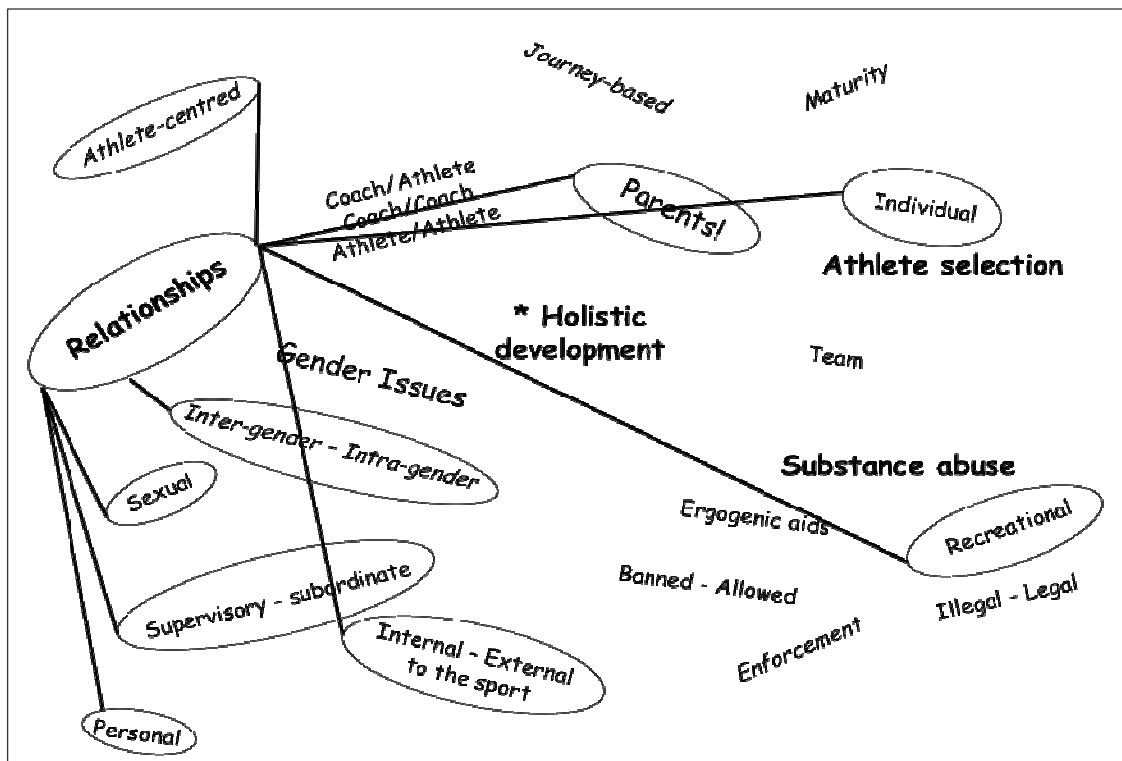 Journey-based
Maturity
Athlete-centred
Coach/Athlete
Coach/Coach
Athlete/Athlete
Parents!
Individual
Athlete selection
Relationships
* Holistic
development
Team
Gender Issues
Inter-gender - Intra-gender
Substance abuse
Sexual
Ergogenic aids
Recreational
Banned - Allowed
Illegal - Legal
Supervisory - subordinate
Enforcement
Internal - External
to the sport
Personal